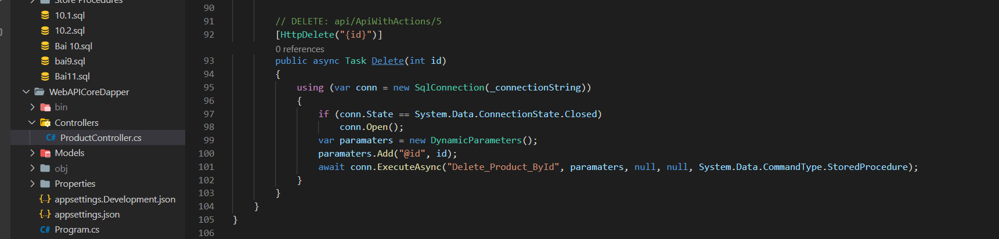 Store Procedures
10.1.sql
10.2.sql
Bai 10.sql
bai9.sql
Bai11.sql
WebAPICoreDapper
bin
Controllers
C# ProductController.cs
Models
obj
Properties
{..} appsettings.Development.json
{..} appsettings.json
C# Program.cs
90
91 // DELETE: api/ApiWithActions/5
92 [HttpDelete("{id}")]
0 references
93 public async Task Delete(int id)
94 {
95 using (var conn = new SqlConnection(_connectionString))
96 {
97 if (conn.State == System.Data.ConnectionState.Closed)
98 conn.Open();
99 var paramaters = new DynamicParameters();
100 paramaters.Add("@id", id);
101 await conn.ExecuteAsync("Delete_Product_ById", paramaters, null, null, System.Data.CommandType.StoredProcedure);
102 }
103 }
104 }
105 }
106